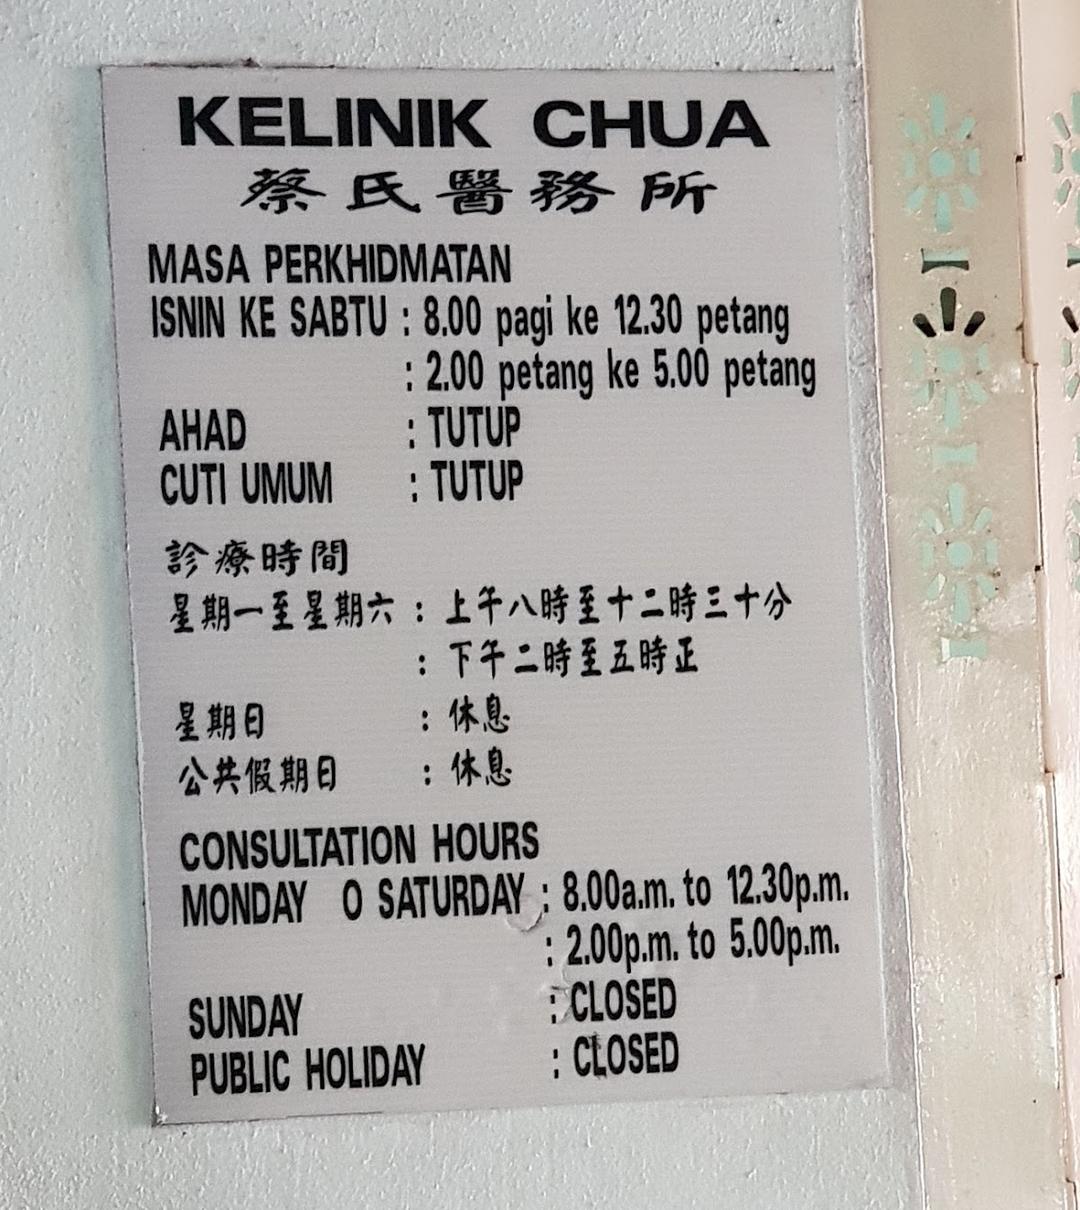 KELINIK CHUA
蔡氏醫務所
MASA PERKHIDMATAN
ISNIN KE SABTU : 8.00 pagi ke 12.30 petang
: 2.00 petang ke 5.00 petang
AHAD : TUTUP
CUTI UMUM : TUTUP
診療時間
星期一至星期六 : 上午八時至十二時三十分
: 下午二時至五時正
星期日 : 休息
公共假期日 : 休息
CONSULTATION HOURS
MONDAY O SATURDAY : 8.00a.m. to 12.30p.m.
: 2.00p.m. to 5.00p.m.
SUNDAY : CLOSED
PUBLIC HOLIDAY : CLOSED